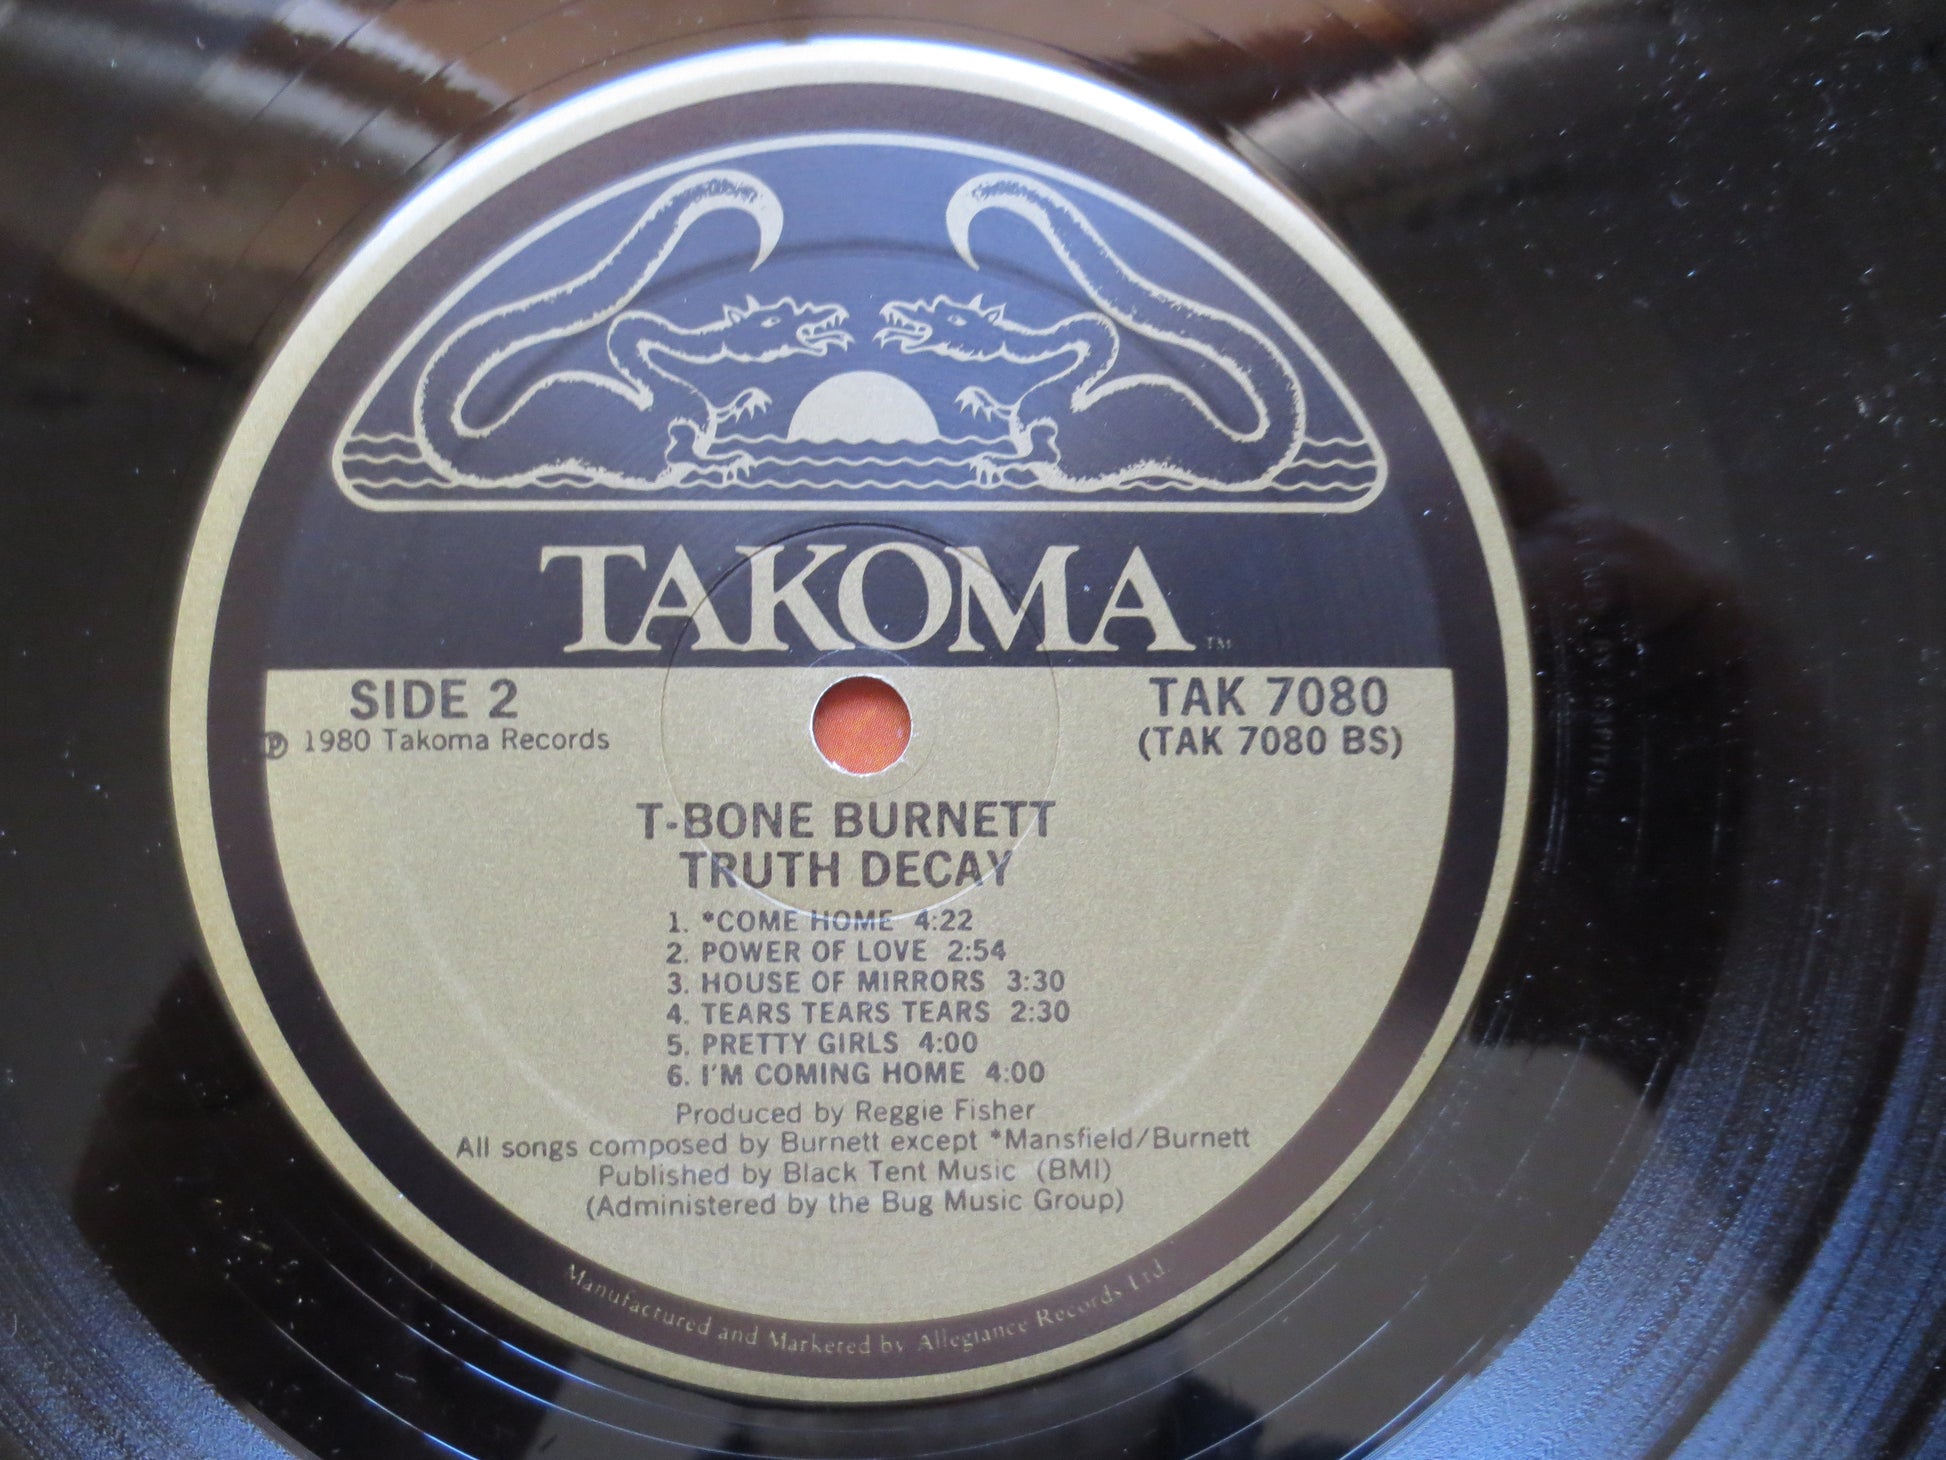 TAKOMA TM
SIDE 2
℗ 1980 Takoma Records
TAK 7080
(TAK 7080 BS)
T-BONE BURNETT
TRUTH DECAY
1. *COME HOME 4:22
2. POWER OF LOVE 2:54
3. HOUSE OF MIRRORS 3:30
4. TEARS TEARS TEARS 2:30
5. PRETTY GIRLS 4:00
6. I'M COMING HOME 4:00
Produced by Reggie Fisher
All songs composed by Burnett except *Mansfield/Burnett
Published by Black Tent Music (BMI)
(Administered by the Bug Music Group)
Manufactured and Marketed by Allegiance Records Ltd.
BY CAPITOL